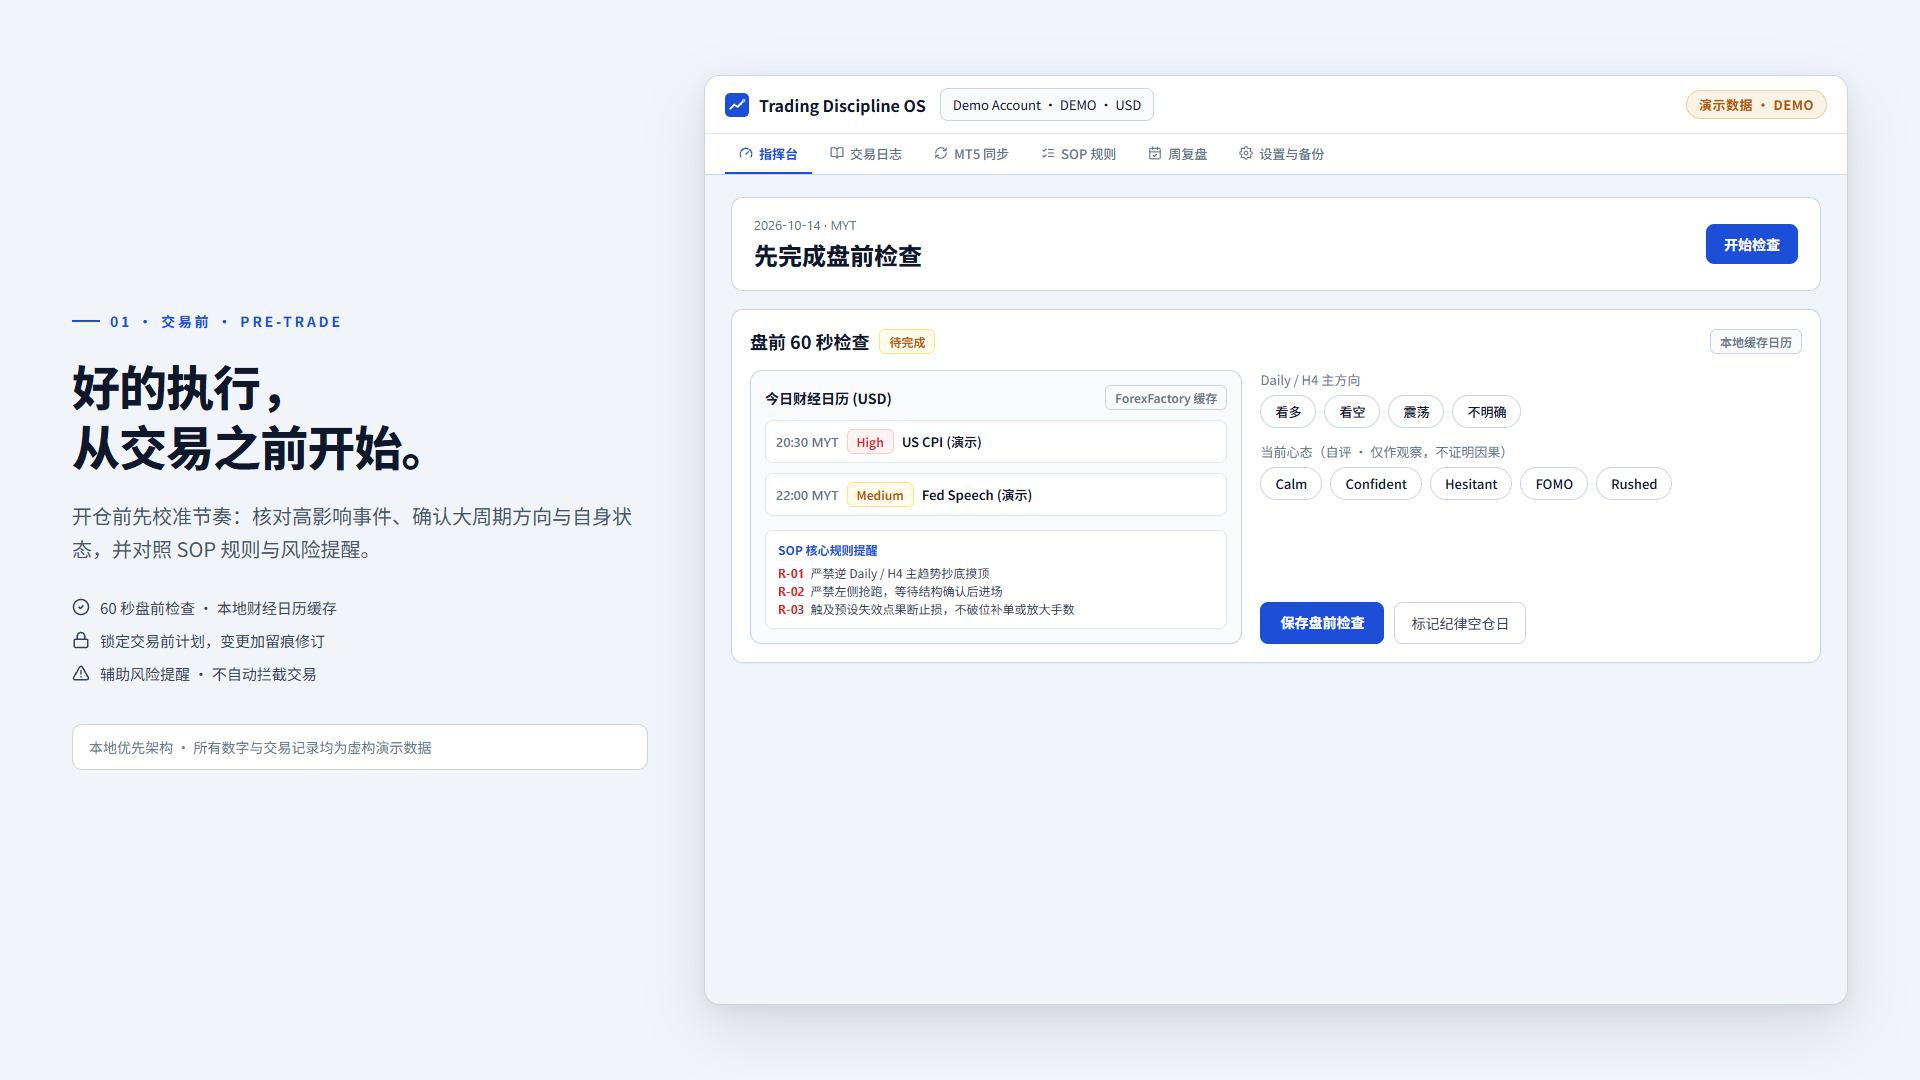 01 • 交易前 • PRE-TRADE
好的执行，
从交易之前开始。
开仓前先校准节奏：核对高影响事件、确认大周期方向与自身状
态，并对照 SOP 规则与风险提醒。
60 秒盘前检查 • 本地财经日历缓存
锁定交易前计划，变更加留痕修订
辅助风险提醒 • 不自动拦截交易
本地优先架构 • 所有数字与交易记录均为虚构演示数据
Trading Discipline OS
Demo Account • DEMO • USD
演示数据 • DEMO
指挥台
交易日志
MT5 同步
SOP 规则
周复盘
设置与备份
2026-10-14 · MYT
先完成盘前检查
开始检查
盘前 60 秒检查
待完成
本地缓存日历
今日财经日历 (USD)
ForexFactory 缓存
20:30 MYT High US CPI (演示)
22:00 MYT Medium Fed Speech (演示)
SOP 核心规则提醒
R-01 严禁逆 Daily / H4 主趋势抄底摸顶
R-02 严禁左侧抢跑，等待结构确认后进场
R-03 触及预设失效点果断止损，不破位补单或放大手数
Daily / H4 主方向
看多 看空 震荡 不明确
当前心态（自评 • 仅作观察，不证明因果）
Calm Confident Hesitant FOMO Rushed
保存盘前检查
标记纪律空仓日